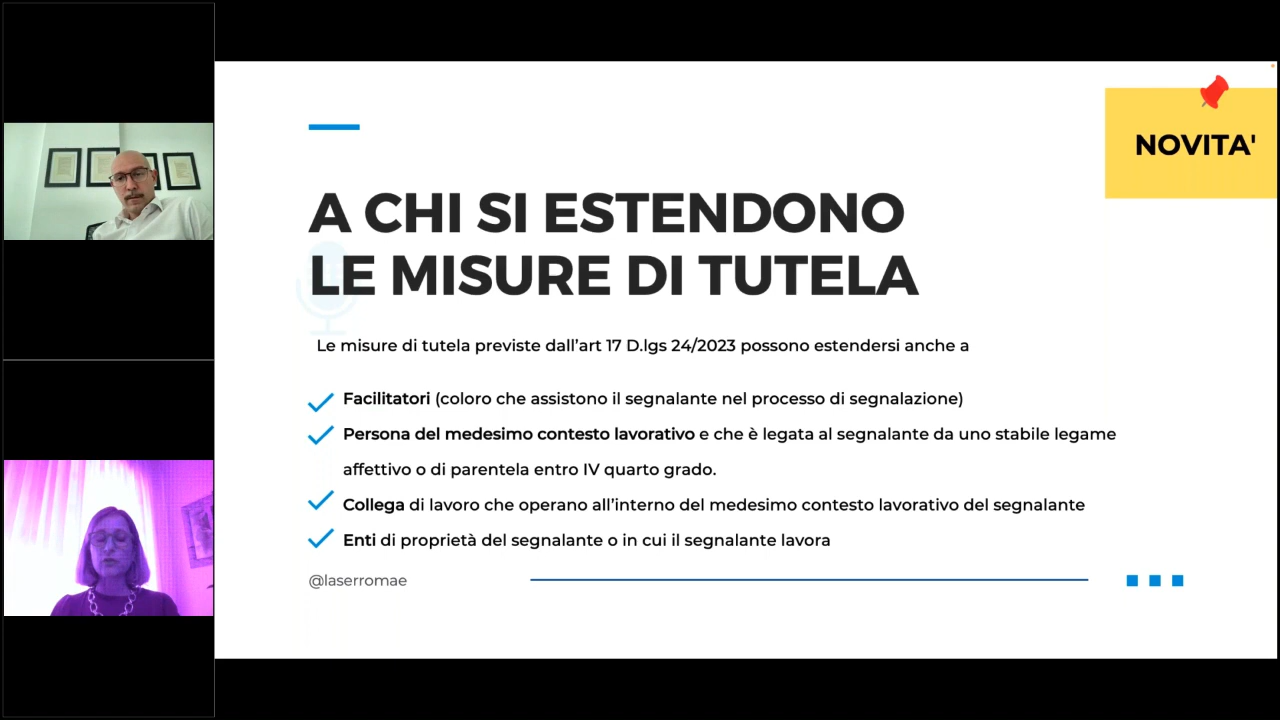 NOVITA'
A CHI SI ESTENDONO
LE MISURE DI TUTELA
Le misure di tutela previste dall’art 17 D.lgs 24/2023 possono estendersi anche a
Facilitatori (coloro che assistono il segnalante nel processo di segnalazione)
Persona del medesimo contesto lavorativo e che è legata al segnalante da uno stabile legame
affettivo o di parentela entro IV quarto grado.
Collega di lavoro che operano all’interno del medesimo contesto lavorativo del segnalante
Enti di proprietà del segnalante o in cui il segnalante lavora
@laserromae